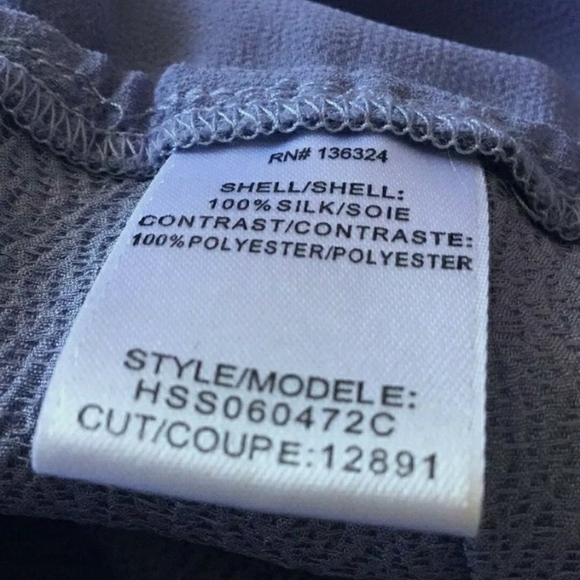 RN# 136324
SHELL/SHELL:
100% SILK/SOIE
CONTRAST/CONTRASTE:
100% POLYESTER/POLYESTER
STYLE/MODELE:
HSS060472C
CUT/COUPE:12891